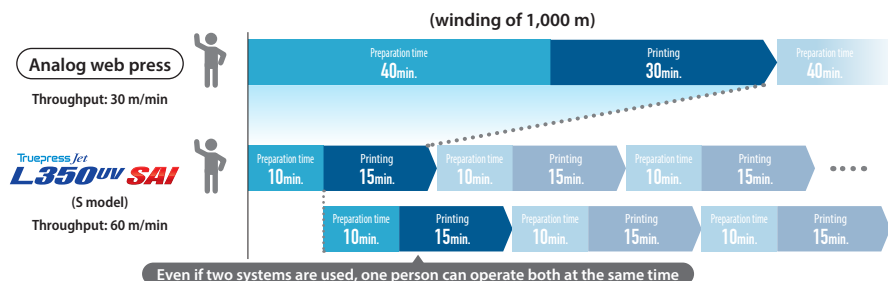 (winding of 1,000 m)
Analog web press
Throughput: 30 m/min
Preparation time
40min.
Printing
30min.
Preparation time
40min.
Truepress Jet
L350UV SAI
(S model)
Throughput: 60 m/min
Preparation time
10min.
Printing
15min.
Preparation time
10min.
Printing
15min.
Preparation time
10min.
Printing
15min.
Preparation time
10min.
Printing
15min.
Preparation time
10min.
Printing
15min.
Preparation time
10min.
Printing
15min.
Even if two systems are used, one person can operate both at the same time